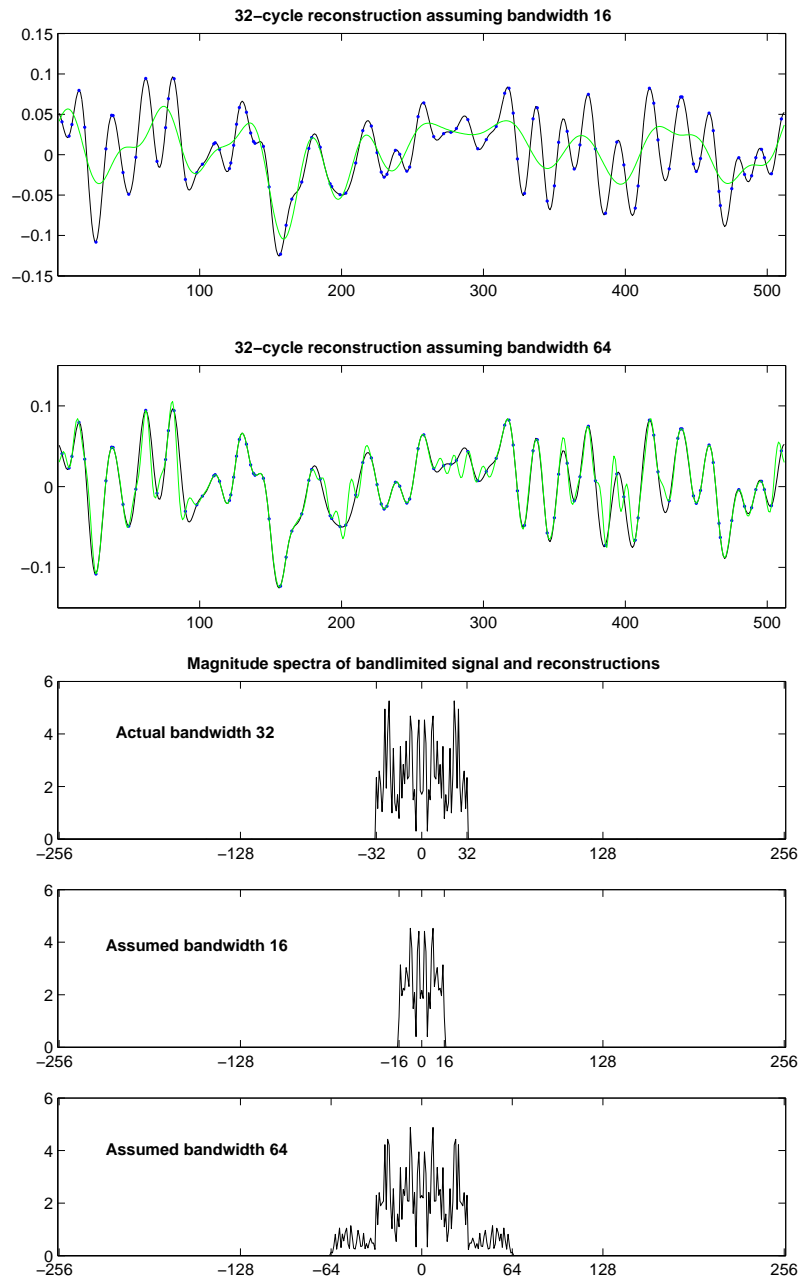 32−cycle reconstruction assuming bandwidth 16
0.15
0.1
0.05
0
−0.05
−0.1
−0.15
100 200 300 400 500
32−cycle reconstruction assuming bandwidth 64
0.1
0
−0.1
100 200 300 400 500
Magnitude spectra of bandlimited signal and reconstructions
6
Actual bandwidth 32
4
2
0
−256 −128 −32 0 32 128 256
6
Assumed bandwidth 16
4
2
0
−256 −128 −16 0 16 128 256
6
Assumed bandwidth 64
4
2
0
−256 −128 −64 0 64 128 256